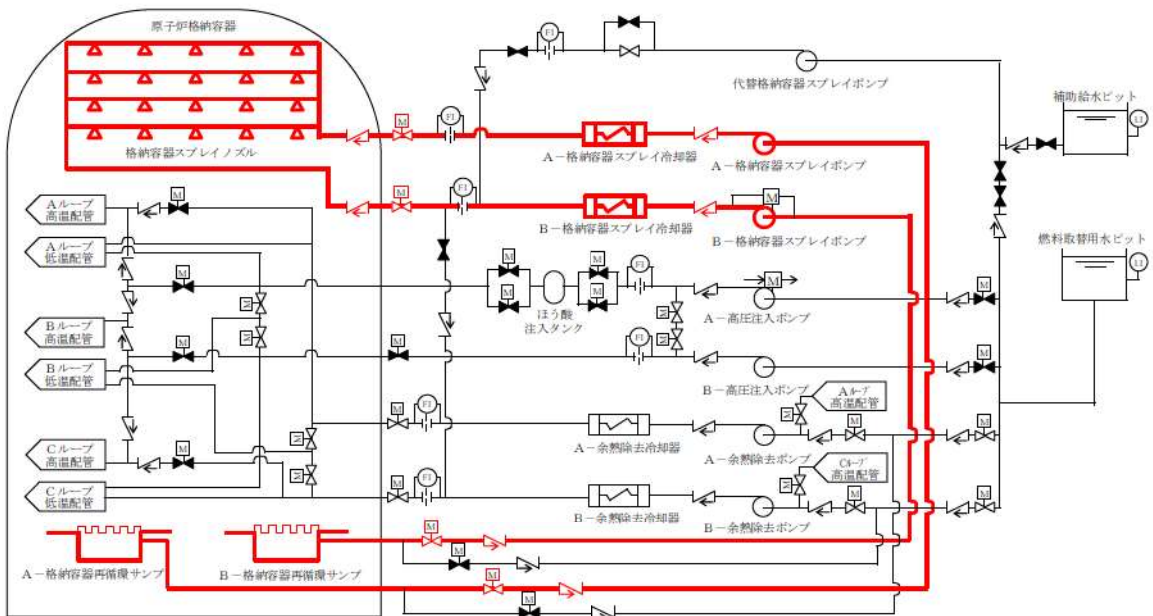 原子炉格納容器
格納容器スプレイノズル
FI
代替格納容器スプレイポンプ
補助給水ピット
LI
M
FI
A－格納容器スプレイ冷却器
A－格納容器スプレイポンプ
M
FI
M
B－格納容器スプレイ冷却器
B－格納容器スプレイポンプ
燃料取替用水ピット
LI
Aループ
高温配管
M
Aループ
低温配管
M
M
M
M
M
ほう酸
注入タンク
FI
M
A－高圧注入ポンプ
M
M
M
M
M
Bループ
高温配管
Bループ
低温配管
M
M
FI
B－高圧注入ポンプ
M
M
FI
A－余熱除去冷却器
A－余熱除去ポンプ
M
Aループ
高温配管
M
M
M
Cループ
高温配管
M
M
Cループ
低温配管
M
FI
B－余熱除去冷却器
B－余熱除去ポンプ
M
Cループ
高温配管
M
M
A－格納容器再循環サンプ
B－格納容器再循環サンプ
M
M
M
M